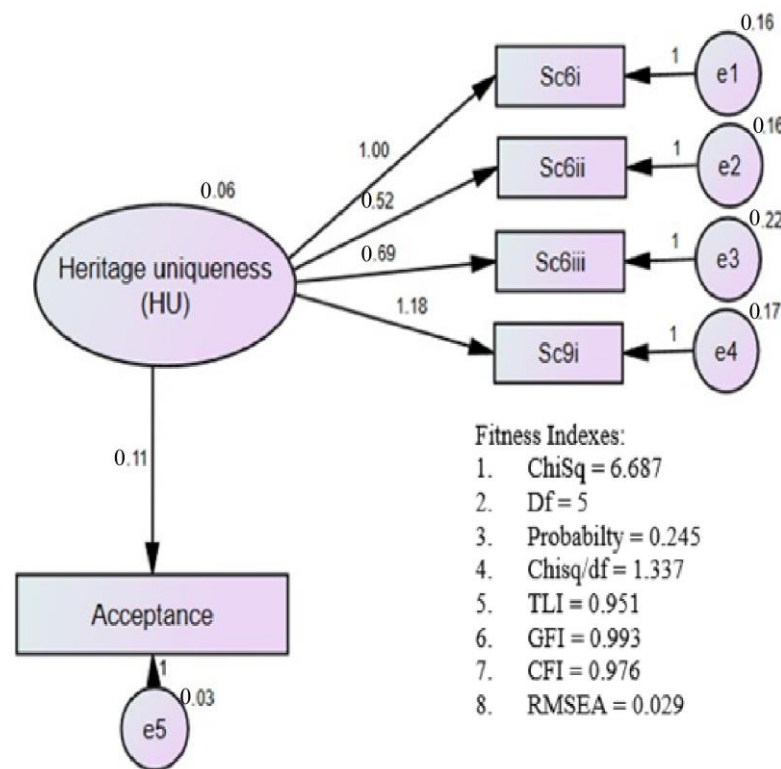 0.16
1
Sc6i
e1
1.00
0.16
1
Sc6ii
e2
0.06
0.52
0.22
1
Heritage uniqueness
(HU)
0.69
Sc6iii
e3
1.18
0.17
1
Sc9i
e4
0.11
Fitness Indexes:
1. ChiSq = 6.687
2. Df = 5
3. Probabilty = 0.245
4. Chisq/df = 1.337
5. TLI = 0.951
6. GFI = 0.993
7. CFI = 0.976
8. RMSEA = 0.029
Acceptance
1
0.03
e5